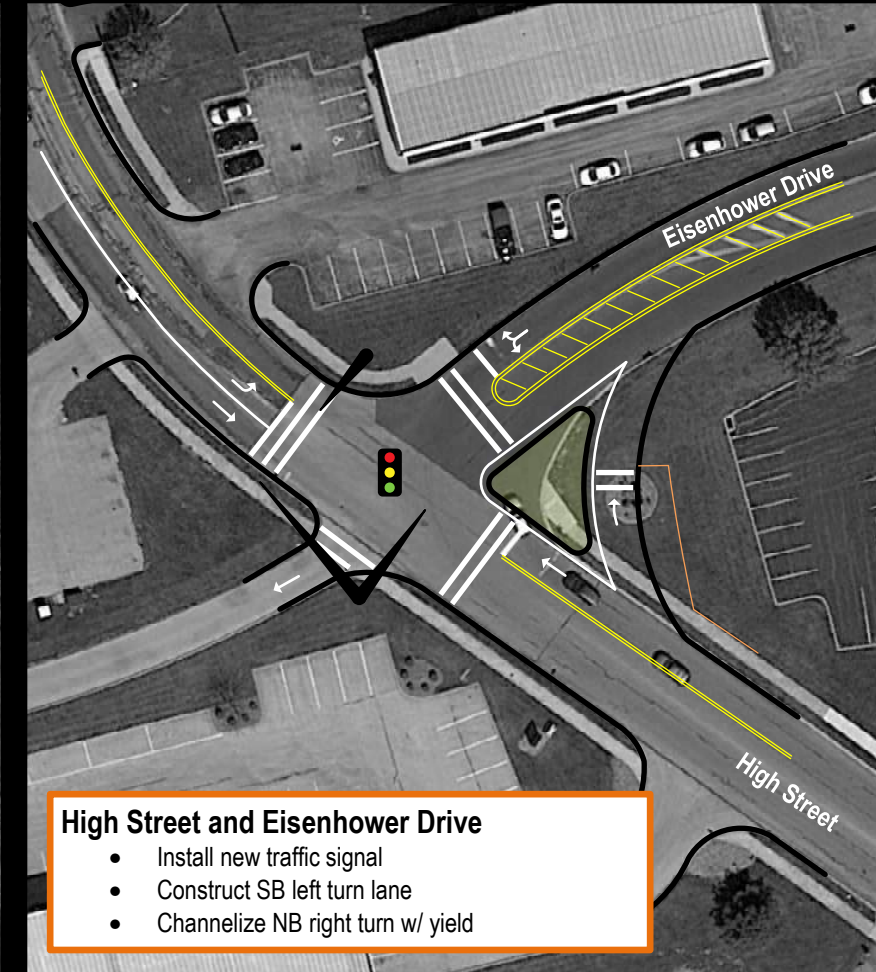 Eisenhower Drive
High Street
High Street and Eisenhower Drive
• Install new traffic signal
• Construct SB left turn lane
• Channelize NB right turn w/ yield